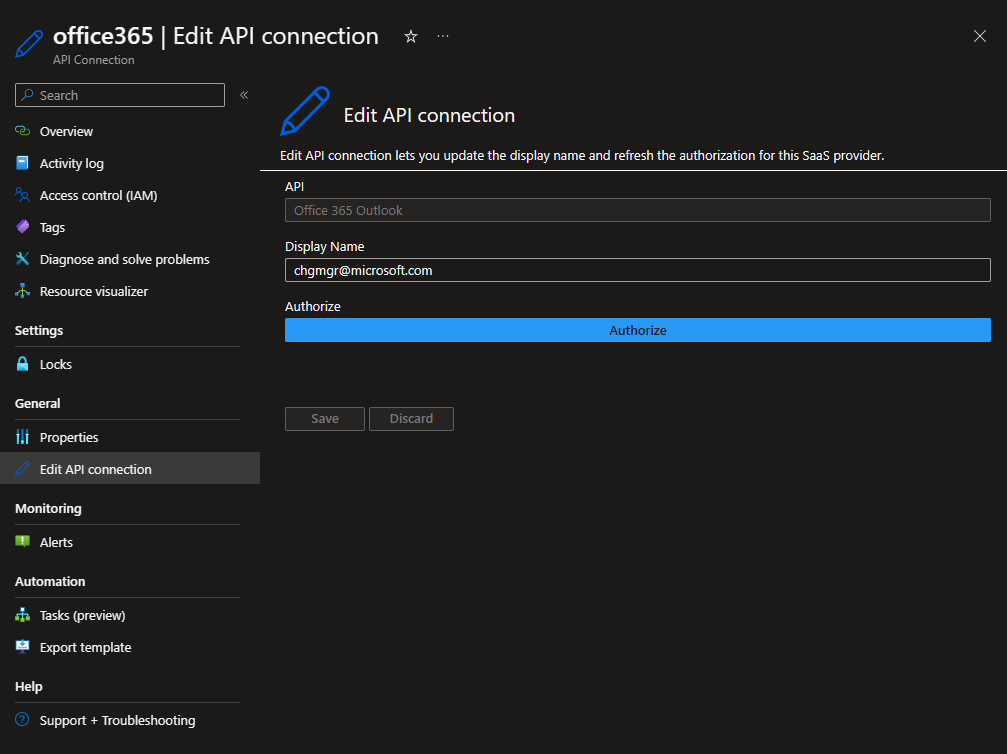 office365 | Edit API connection ☆ ···
API Connection
Search «
Overview
Activity log
Access control (IAM)
Tags
Diagnose and solve problems
Resource visualizer
Settings
Locks
General
Properties
Edit API connection
Monitoring
Alerts
Automation
Tasks (preview)
Export template
Help
Support + Troubleshooting
Edit API connection
Edit API connection lets you update the display name and refresh the authorization for this SaaS provider.
API
Office 365 Outlook
Display Name
chgmgr@microsoft.com
Authorize
Authorize
Save Discard